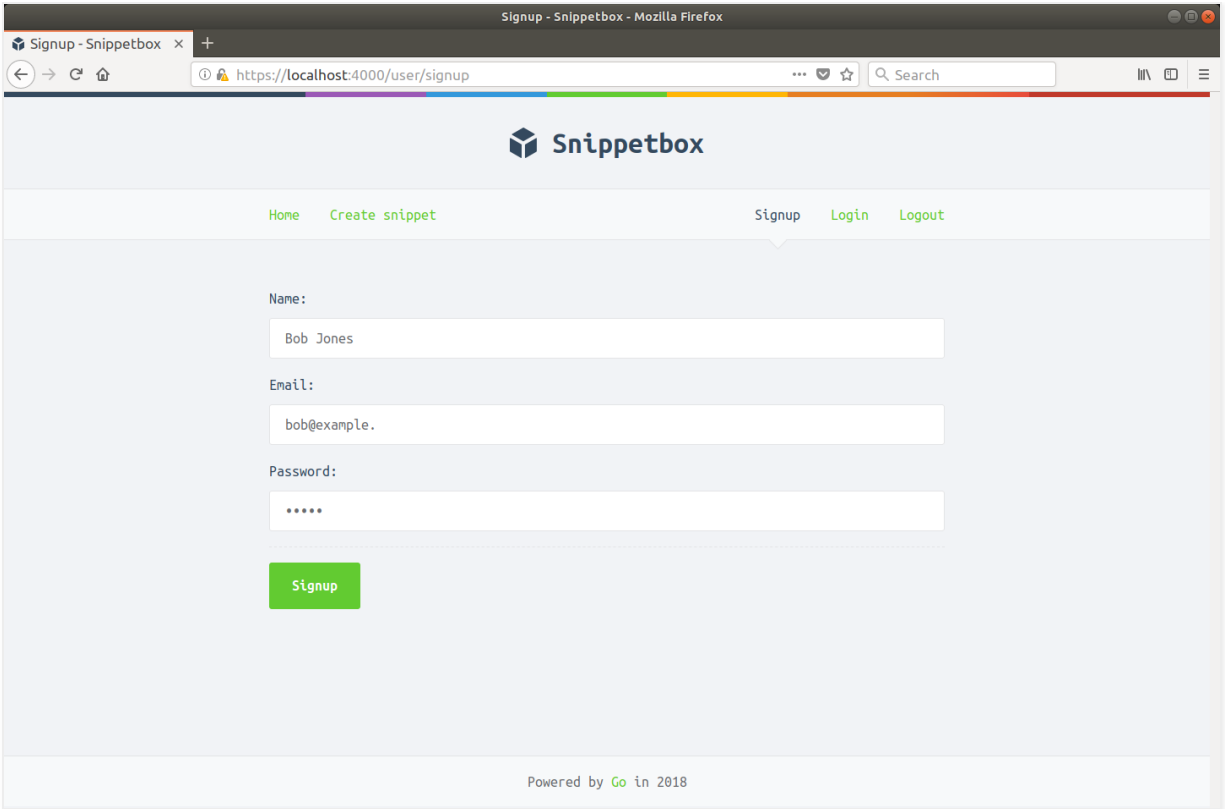 Signup - Snippetbox - Mozilla Firefox
Signup - Snippetbox
https://localhost:4000/user/signup
Search
Snippetbox
Home Create snippet Signup Login Logout
Name:
Bob Jones
Email:
bob@example.
Password:
•••••
Signup
Powered by Go in 2018